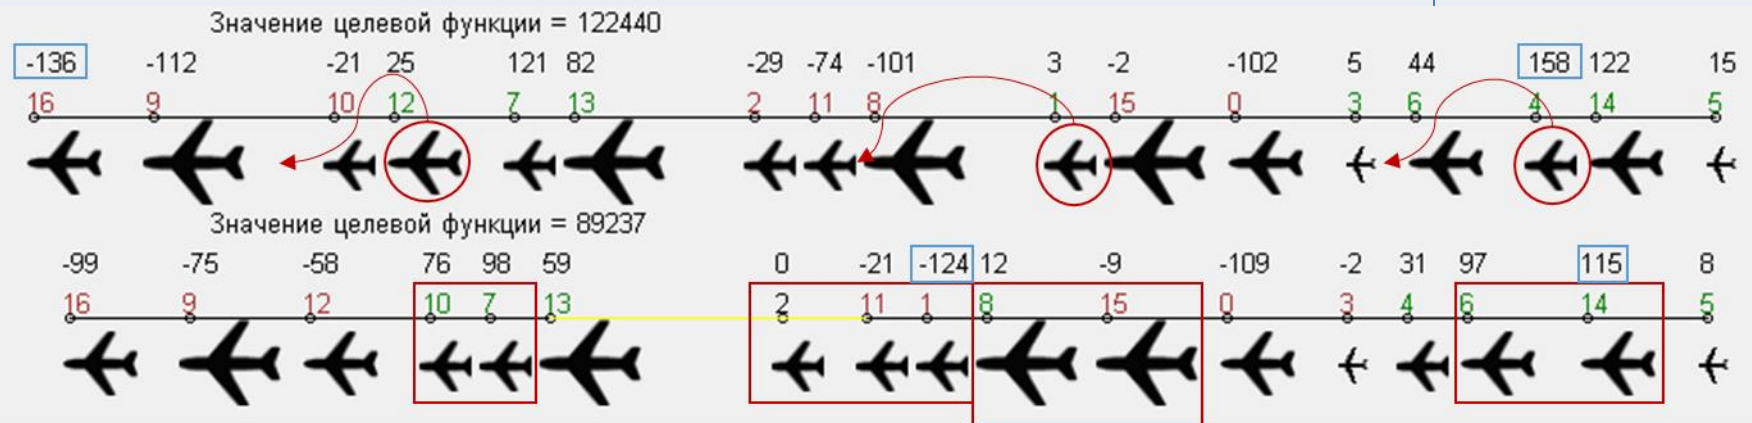 Значение целевой функции = 122440
-136 -112 -21 25 121 82 -29 -74 -101 3 -2 -102 5 44 158 122 15
16 9 10 12 7 13 2 11 8 1 15 0 3 6 4 14 5
Значение целевой функции = 89237
-99 -75 -58 76 98 59 0 -21 -124 12 -9 -109 -2 31 97 115 8
16 9 12 10 7 13 2 11 1 8 15 0 3 4 6 14 5